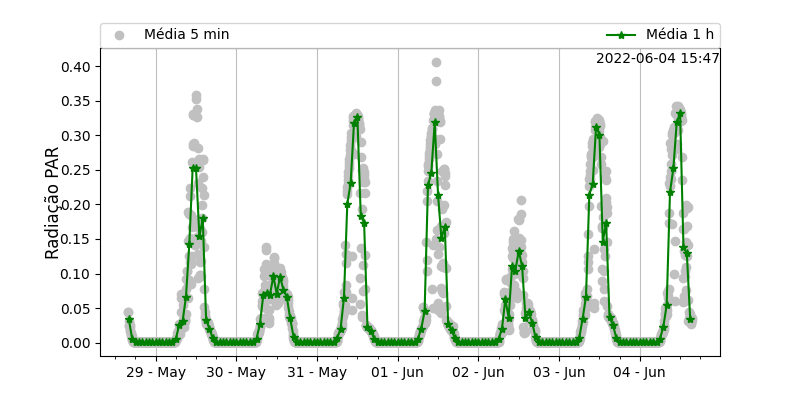 Média 5 min
Média 1 h
2022-06-04 15:47
Radiação PAR
0.40
0.35
0.30
0.25
0.20
0.15
0.10
0.05
0.00
29 - May
30 - May
31 - May
01 - Jun
02 - Jun
03 - Jun
04 - Jun